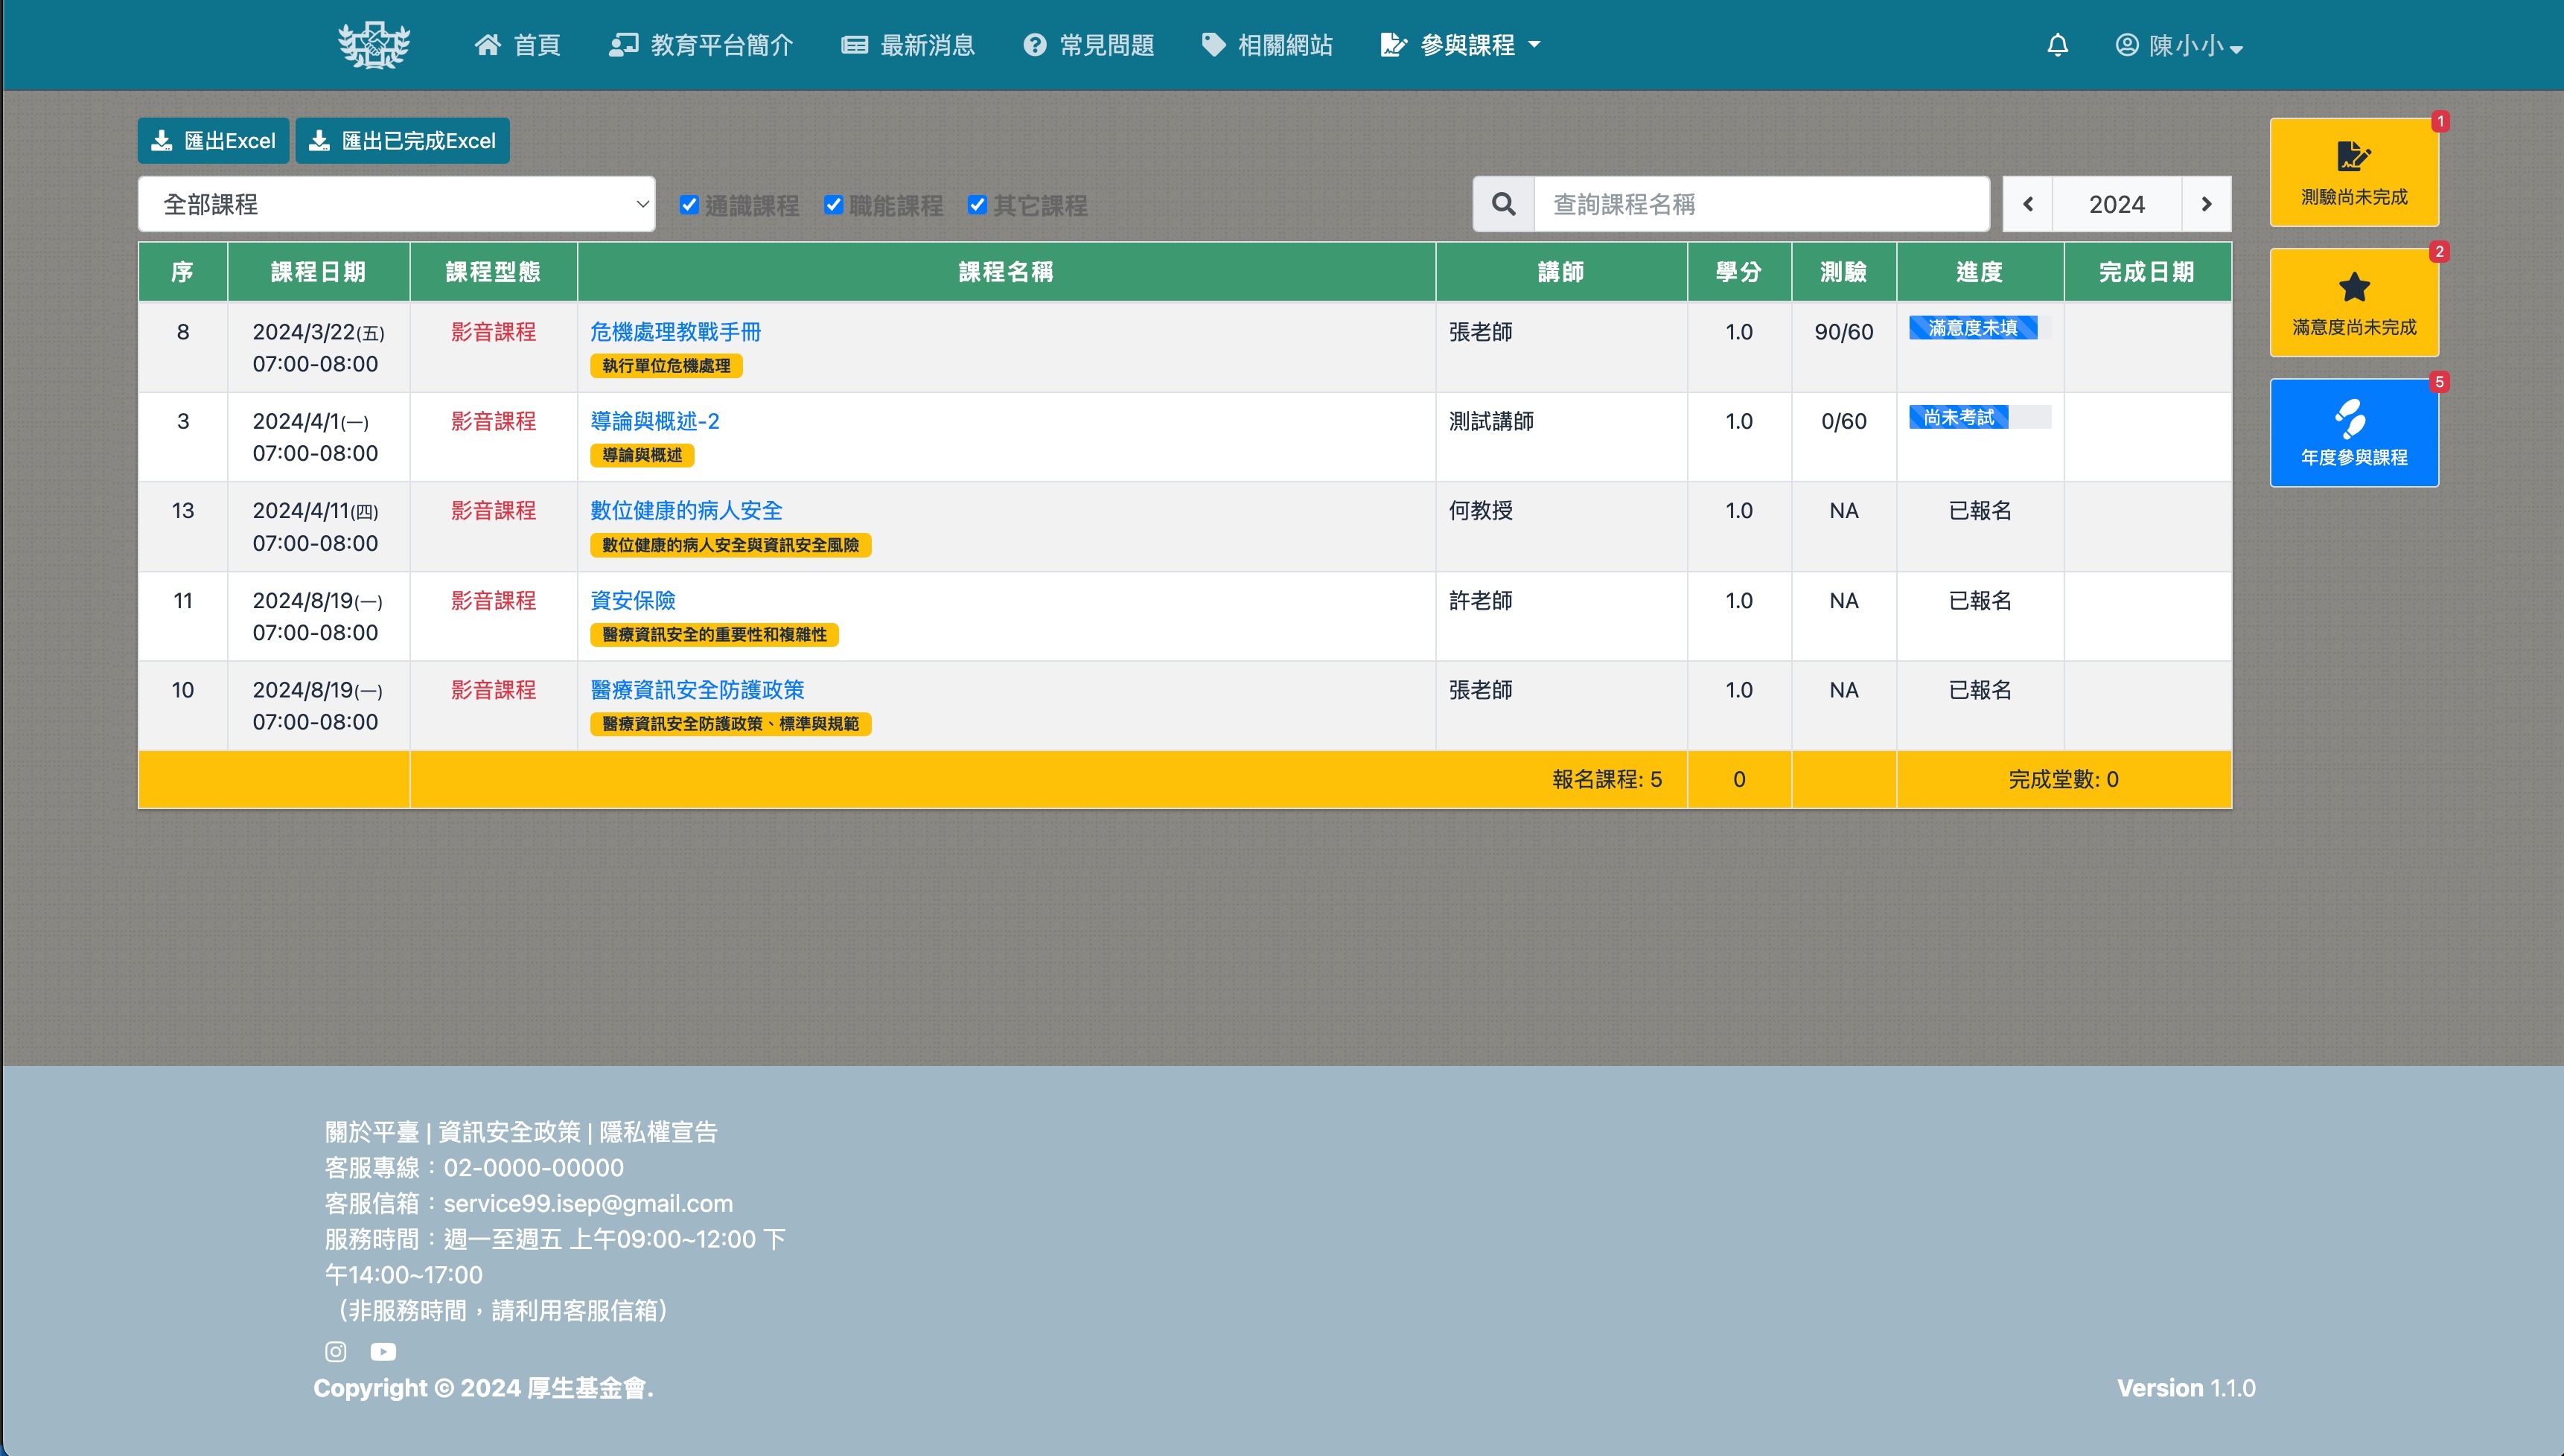 首頁 教育平台簡介 最新消息 常見問題 相關網站 參與課程 陳小小
匯出Excel 匯出已完成Excel
全部課程 通識課程 職能課程 其它課程 查詢課程名稱 2024
序 課程日期 課程型態 課程名稱 講師 學分 測驗 進度 完成日期
8 2024/3/22(五) 影音課程 危機處理教戰手冊 張老師 1.0 90/60 滿意度未填
07:00-08:00 執行單位危機處理
3 2024/4/1(一) 影音課程 導論與概述-2 測試講師 1.0 0/60 尚未考試
07:00-08:00 導論與概述
13 2024/4/11(四) 影音課程 數位健康的病人安全 何教授 1.0 NA 已報名
07:00-08:00 數位健康的病人安全與資訊安全風險
11 2024/8/19(一) 影音課程 資安保險 許老師 1.0 NA 已報名
07:00-08:00 醫療資訊安全的重要性和複雜性
10 2024/8/19(一) 影音課程 醫療資訊安全防護政策 張老師 1.0 NA 已報名
07:00-08:00 醫療資訊安全防護政策、標準與規範
報名課程: 5 0 完成堂數: 0
1
測驗尚未完成
2
滿意度尚未完成
5
年度參與課程
關於平臺 | 資訊安全政策 | 隱私權宣告
客服專線：02-0000-00000
客服信箱：service99.isep@gmail.com
服務時間：週一至週五 上午09:00~12:00 下
午14:00~17:00
（非服務時間，請利用客服信箱）
Copyright © 2024 厚生基金會.
Version 1.1.0